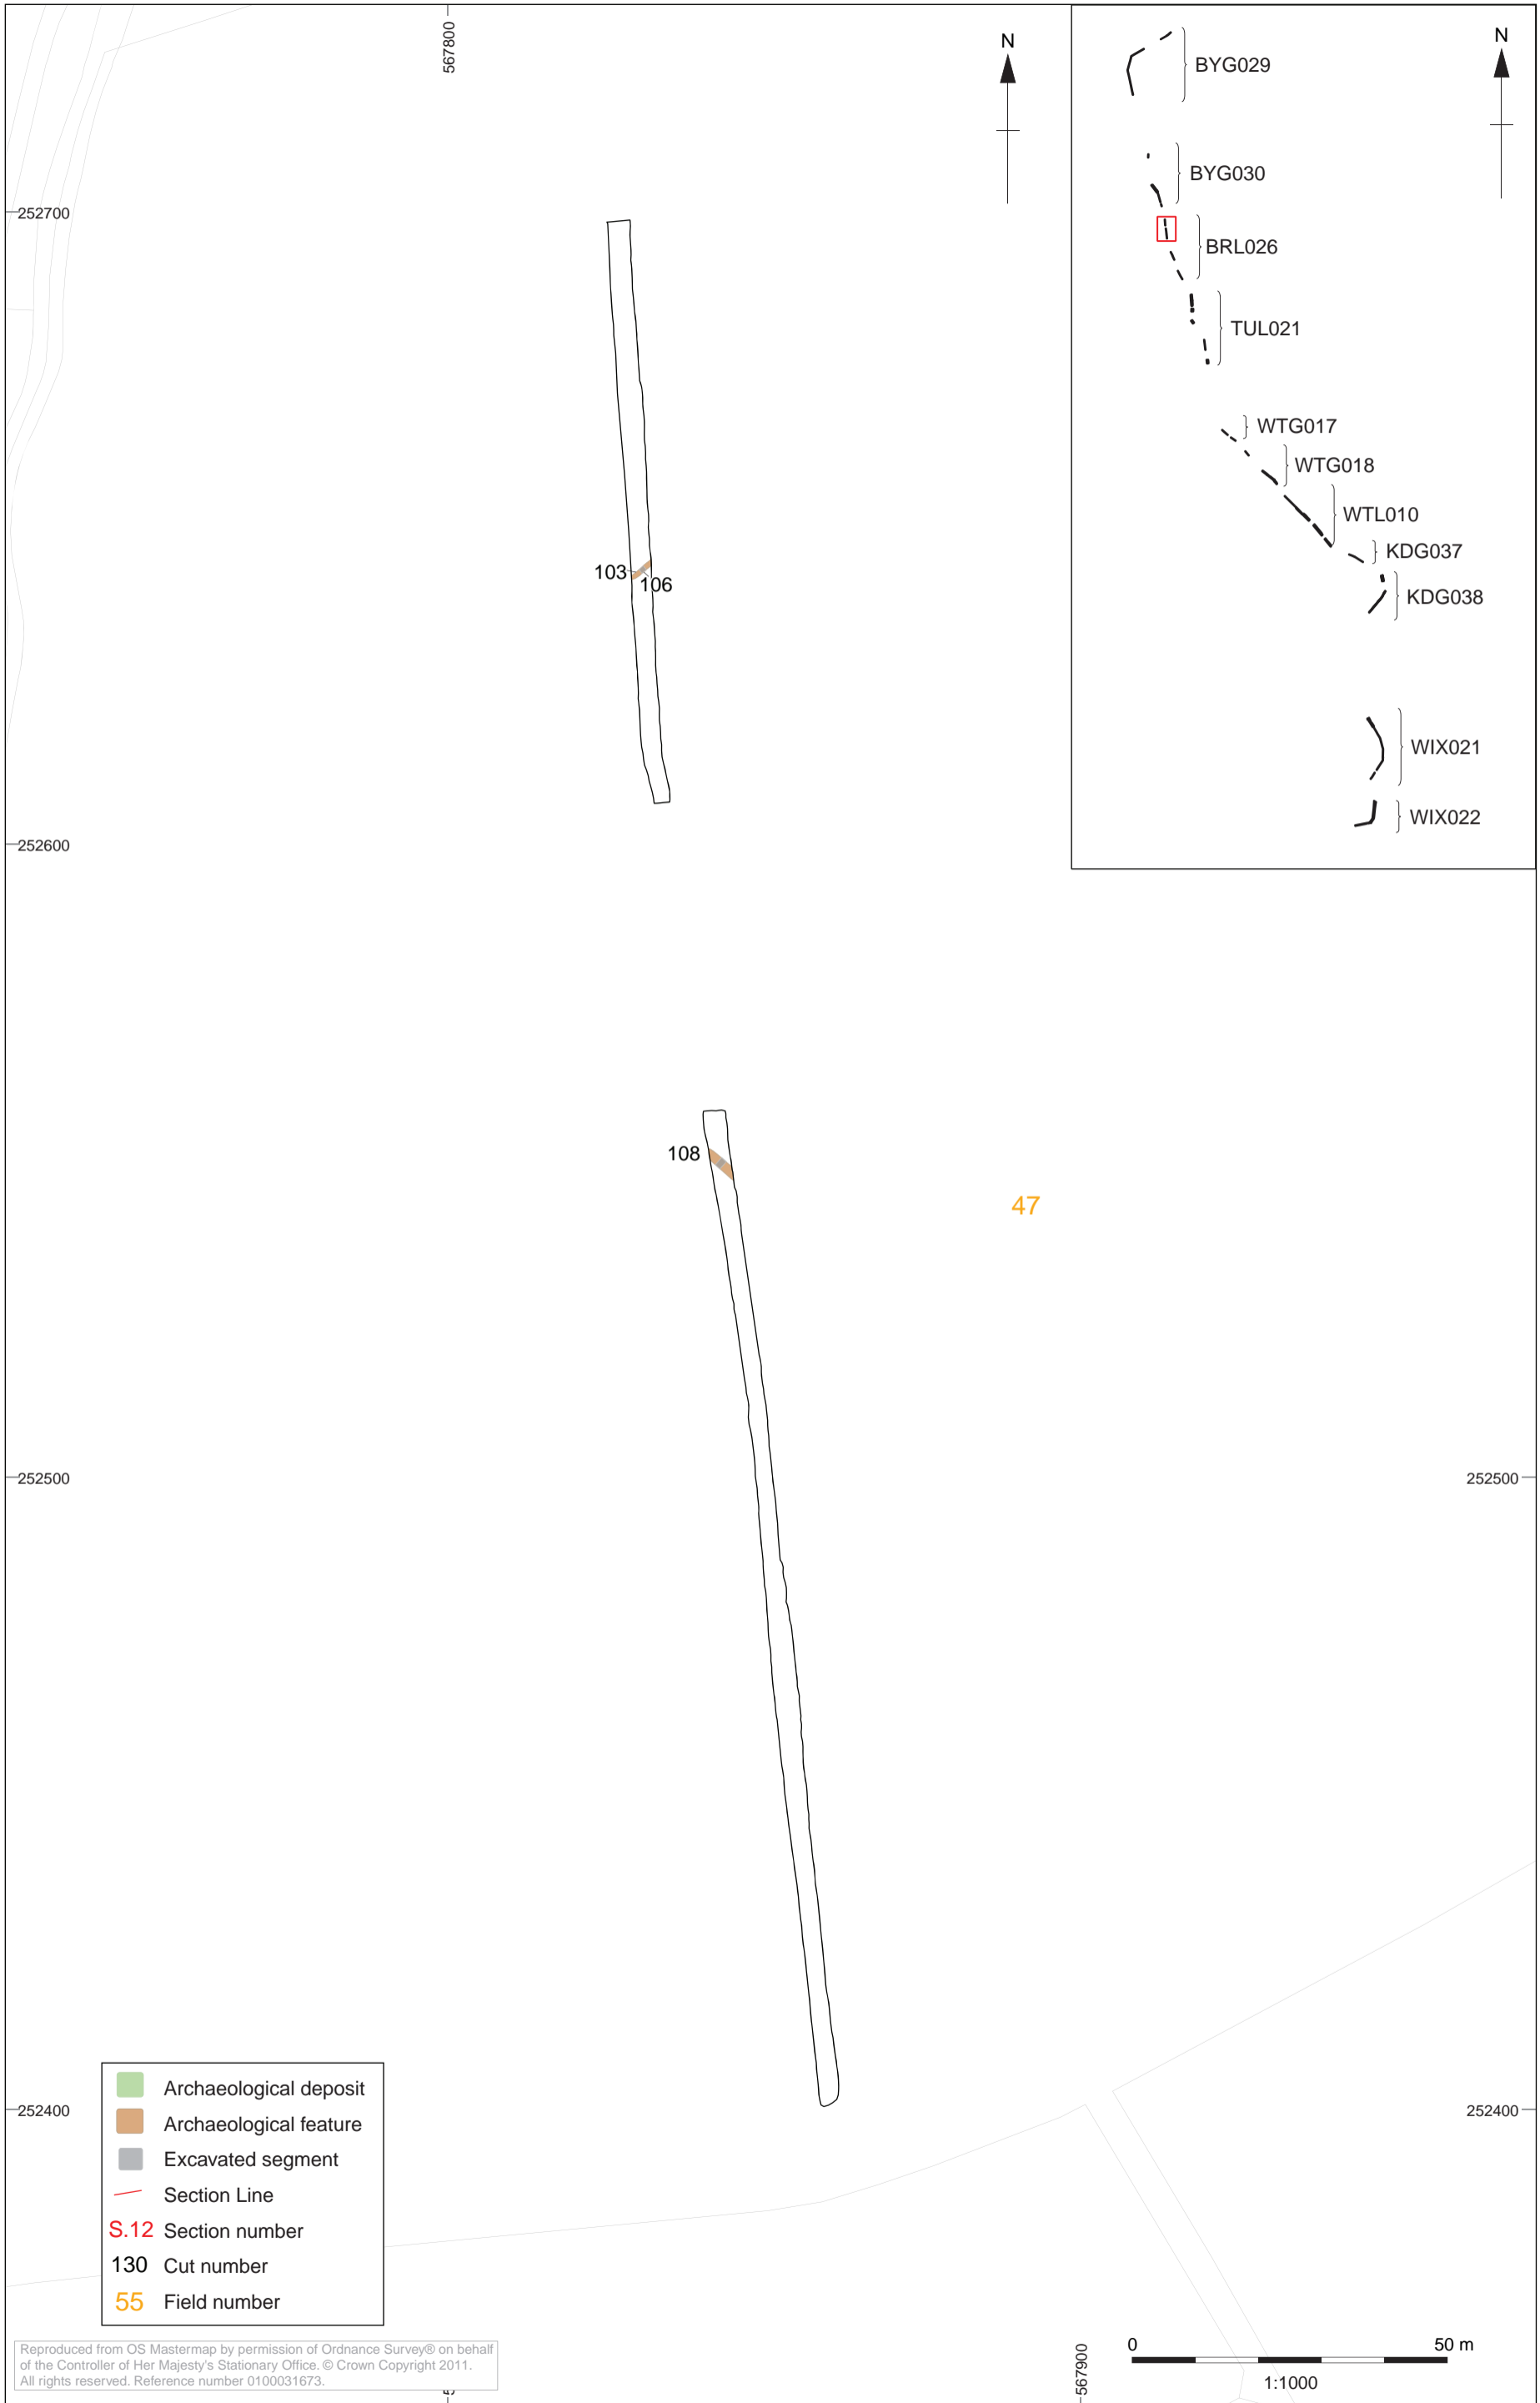 567800
N
N
BYG029
BYG030
252700
BRL026
TUL021
WTG017
WTG018
WTL010
KDG037
103
106
KDG038
WIX021
WIX022
252600
108
47
252500
252500
Archaeological deposit
252400
252400
Archaeological feature
Excavated segment
Section Line
S.12 Section number
130 Cut number
55 Field number
Reproduced from OS Mastermap by permission of Ordnance Survey® on behalf
of the Controller of Her Majesty's Stationary Office. © Crown Copyright 2011.
All rights reserved. Reference number 0100031673.
567900
0 50 m
1:1000